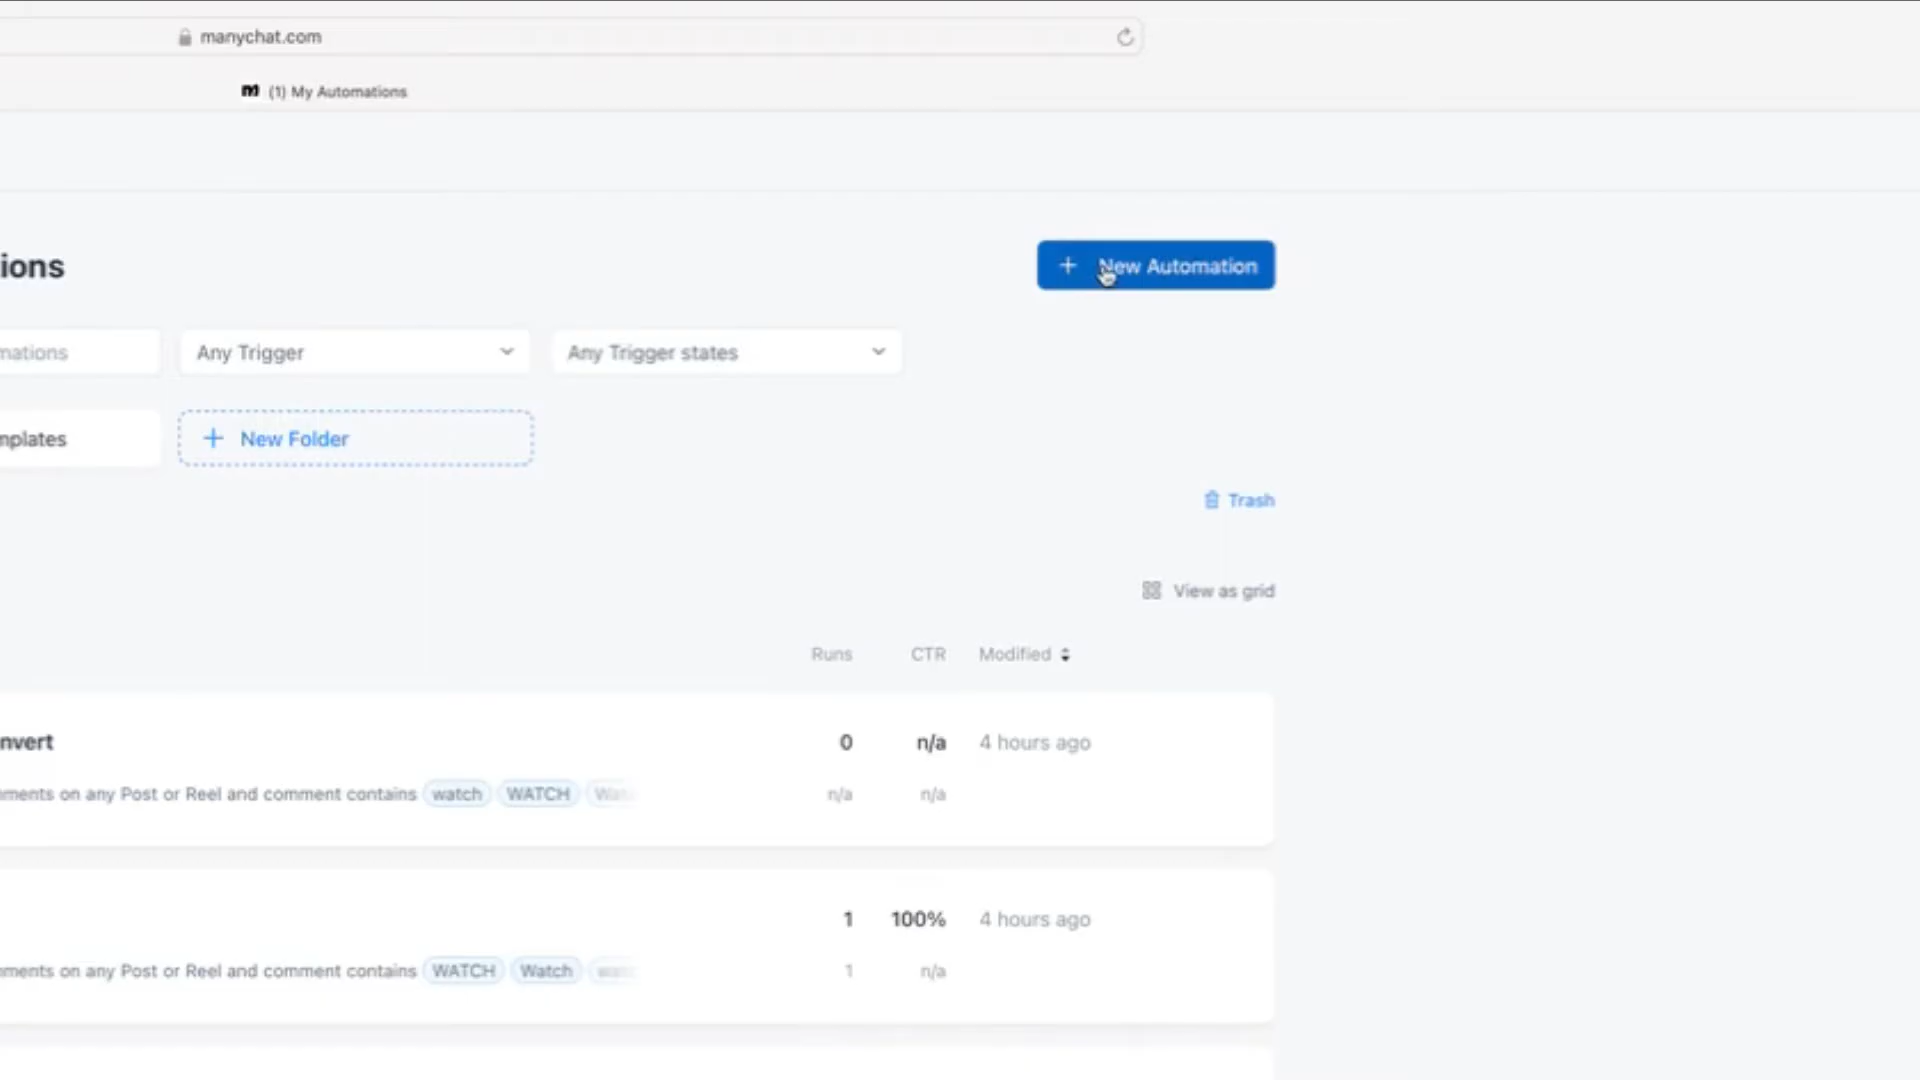 manychat.com
(1) My Automations
ions
+ New Automation
mations
Any Trigger
Any Trigger states
mplates
+ New Folder
Trash
View as grid
Runs CTR Modified
nvert
0 n/a 4 hours ago
ments on any Post or Reel and comment contains watch WATCH
n/a n/a
1 100% 4 hours ago
ments on any Post or Reel and comment contains WATCH Watch
1 n/a